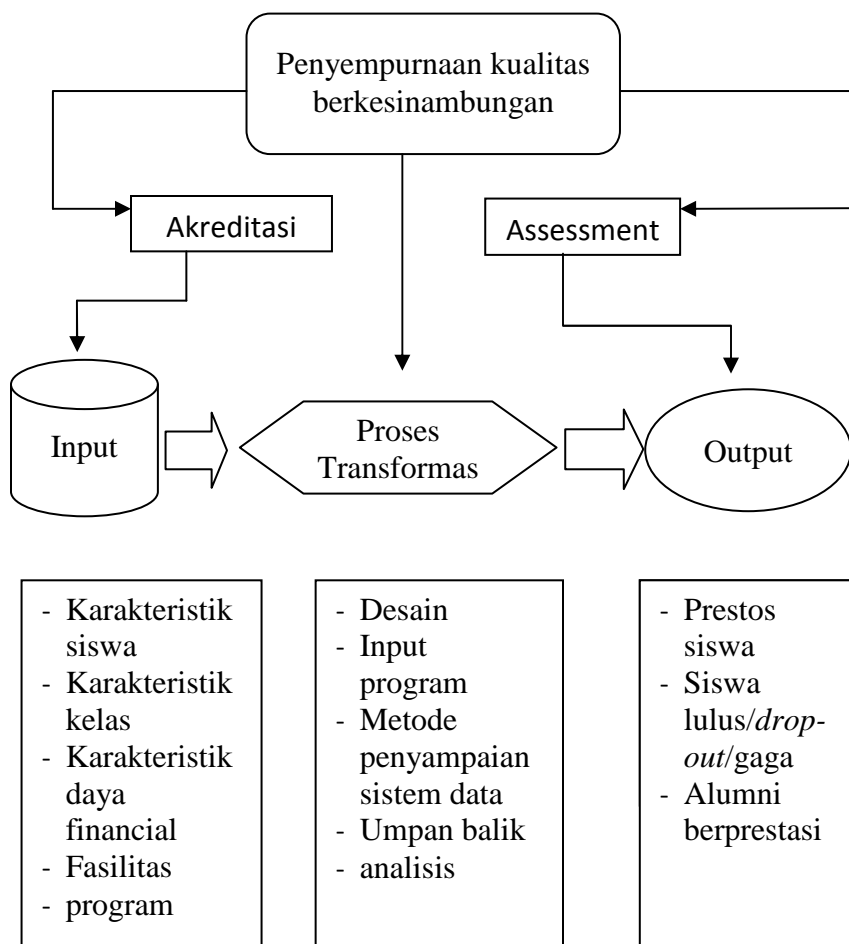 Penyempurnaan kualitas
berkesinambungan
Akreditasi
Assessment
Input
Proses
Transformas
Output
- Karakteristik
siswa
- Karakteristik
kelas
- Karakteristik
daya
financial
- Fasilitas
- program
- Desain
- Input
program
- Metode
penyampaian
sistem data
- Umpan balik
- analisis
- Prestos
siswa
- Siswa
lulus/drop-
out/gaga
- Alumni
berprestasi